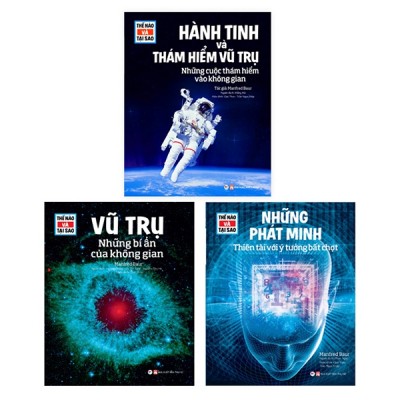 THẾ NÀO
VÀ
TẠI SAO
HÀNH TINH
và
THÁM HIỂM VŨ TRỤ
Những cuộc thám hiểm
vào không gian
Tác giả Manfred Baur
THẾ NÀO
VÀ
TẠI SAO
VŨ TRỤ
Những bí ẩn
của không gian
Manfred Baur
THẾ NÀO
VÀ
TẠI SAO
NHỮNG
PHÁT MINH
Thiên tài với ý tưởng bất chợt
Manfred Baur